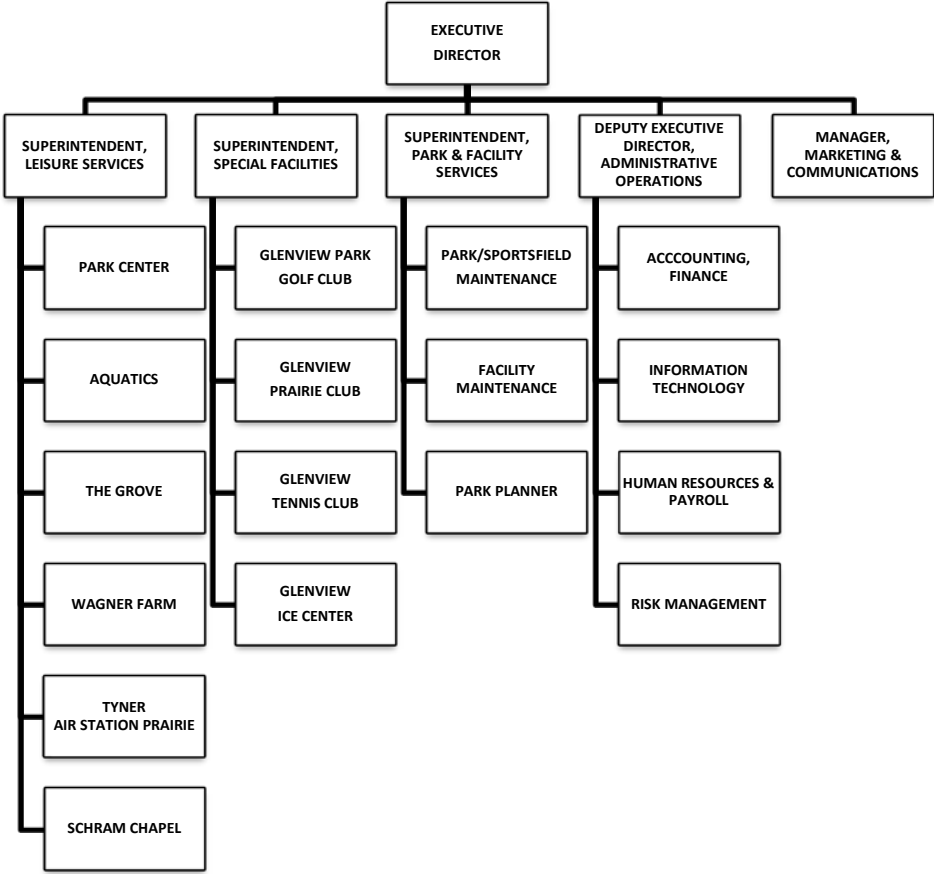 EXECUTIVE
DIRECTOR
SUPERINTENDENT,
LEISURE SERVICES
SUPERINTENDENT,
SPECIAL FACILITIES
SUPERINTENDENT,
PARK & FACILITY
SERVICES
DEPUTY EXECUTIVE
DIRECTOR,
ADMINISTRATIVE
OPERATIONS
MANAGER,
MARKETING &
COMMUNICATIONS
PARK CENTER
AQUATICS
THE GROVE
WAGNER FARM
TYNER
AIR STATION PRAIRIE
SCHRAM CHAPEL
GLENVIEW PARK
GOLF CLUB
GLENVIEW
PRAIRIE CLUB
GLENVIEW
TENNIS CLUB
GLENVIEW
ICE CENTER
PARK/SPORTSFIELD
MAINTENANCE
FACILITY
MAINTENANCE
PARK PLANNER
ACCCOUNTING,
FINANCE
INFORMATION
TECHNOLOGY
HUMAN RESOURCES &
PAYROLL
RISK MANAGEMENT